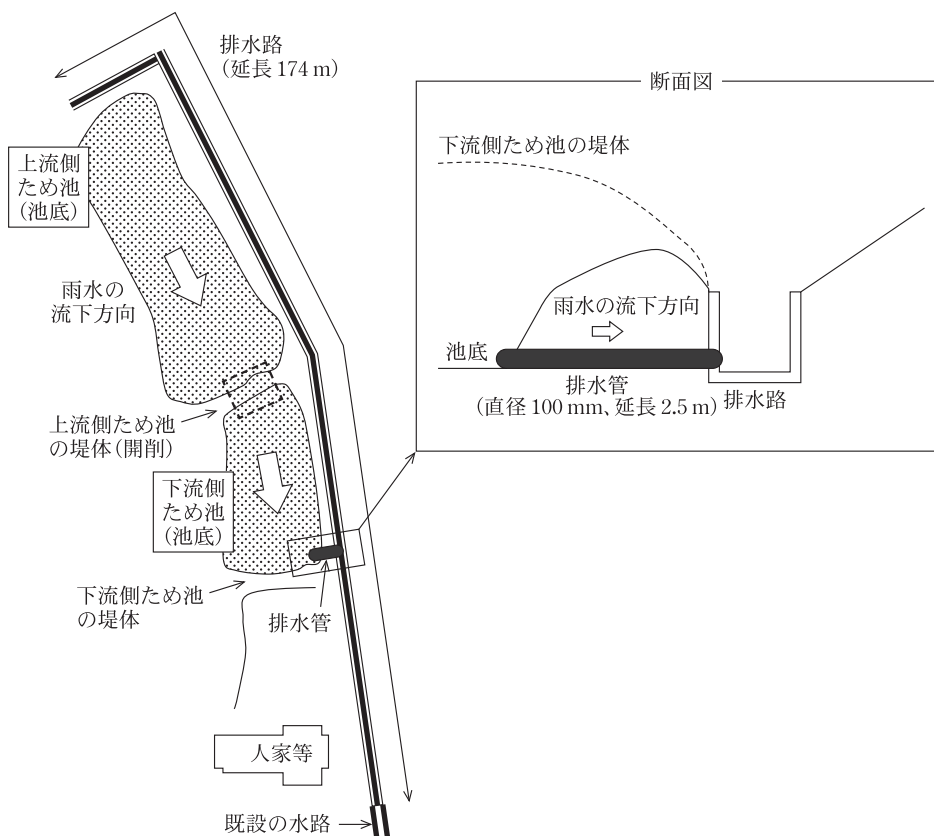 排水路
(延長 174 m)
断面図
下流側ため池の堤体
上流側
ため池
(池底)
雨水の
流下方向
雨水の流下方向
池底
排水管
(直径 100 mm、延長 2.5 m)
排水路
上流側ため池
の堤体(開削)
下流側
ため池
(池底)
下流側ため池
の堤体
排水管
人家等
既設の水路